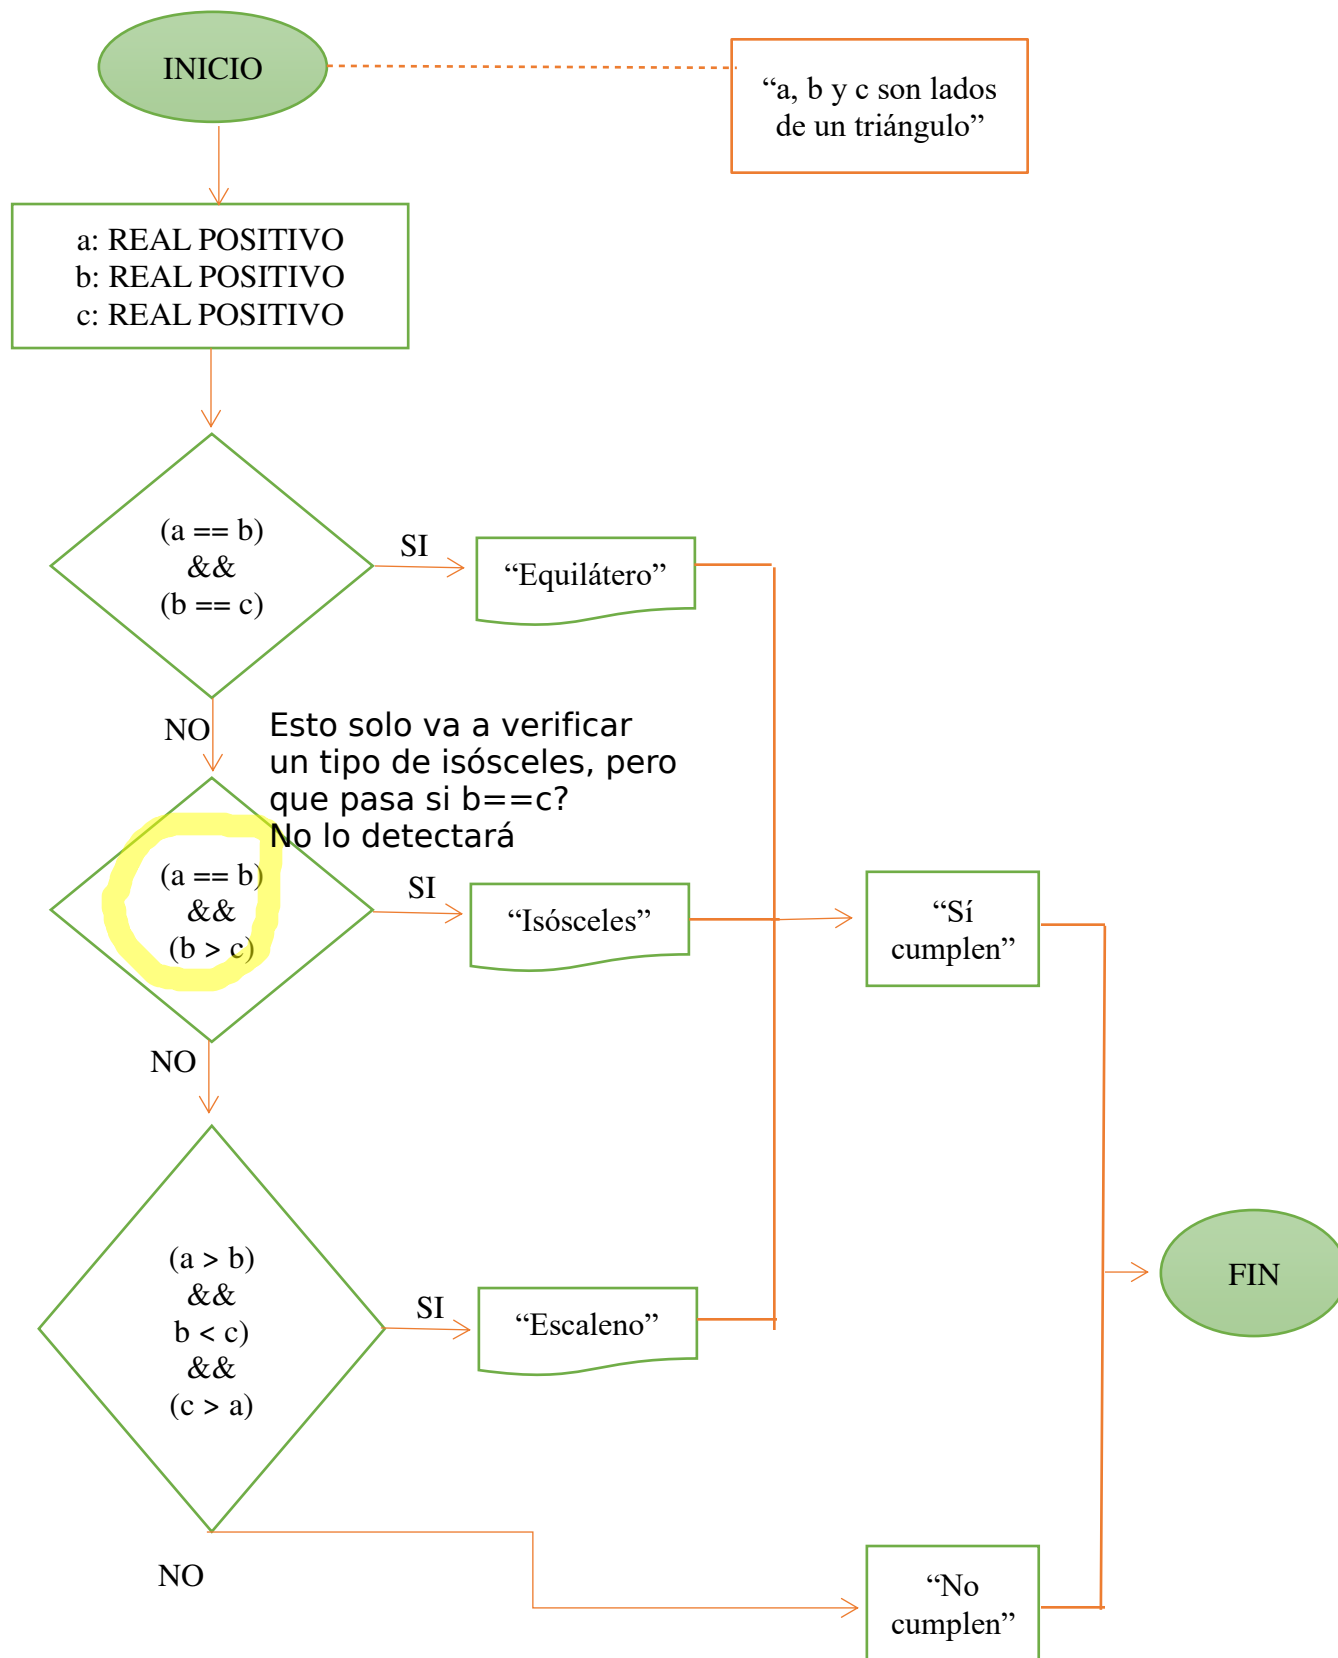 INICIO
“a, b y c son lados
de un triángulo”
a: REAL POSITIVO
b: REAL POSITIVO
c: REAL POSITIVO
(a == b)
&&
(b == c)
SI
“Equilátero”
NO
Esto solo va a verificar
un tipo de isósceles, pero
que pasa si b==c?
No lo detectará
(a == b)
&&
(b > c)
SI
“Isósceles”
“Sí
cumplen”
NO
(a > b)
&&
b < c)
&&
(c > a)
SI
“Escaleno”
FIN
NO
“No
cumplen”